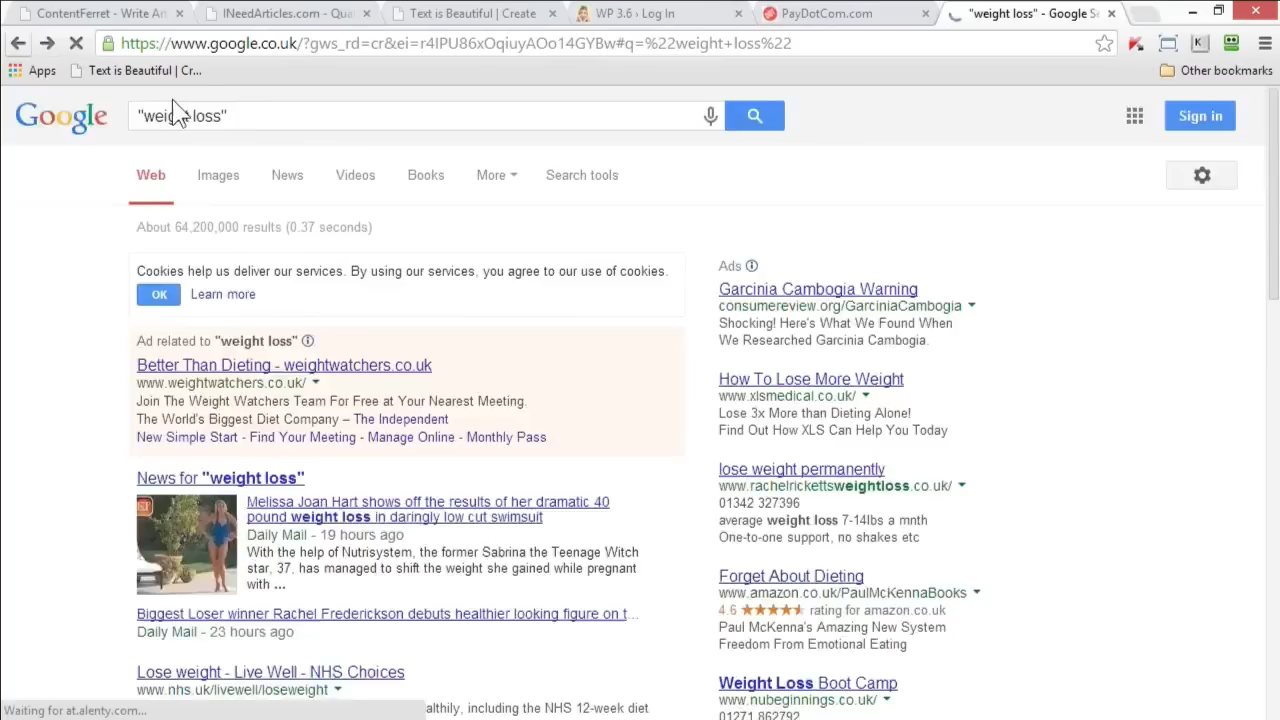 ContentFerret - Write Art
INeedArticles.com - Qua
Text is Beautiful | Create
WP 3.6 › Log In
PayDotCom.com
"weight loss" - Google S
https://www.google.co.uk/?gws_rd=cr&ei=r4IPU86xOqiuyAOo14GYBw#q=%22weight+loss%22
Apps
Text is Beautiful | Cr...
Other bookmarks
Google
"weight loss"
Sign in
Web
Images
News
Videos
Books
More
Search tools
About 64,200,000 results (0.37 seconds)
Cookies help us deliver our services. By using our services, you agree to our use of cookies.
OK
Learn more
Ad related to "weight loss"
Better Than Dieting - weightwatchers.co.uk
www.weightwatchers.co.uk/
Join The Weight Watchers Team For Free at Your Nearest Meeting.
The World's Biggest Diet Company – The Independent
New Simple Start - Find Your Meeting - Manage Online - Monthly Pass
News for "weight loss"
Melissa Joan Hart shows off the results of her dramatic 40
pound weight loss in daringly low cut swimsuit
Daily Mail - 19 hours ago
With the help of Nutrisystem, the former Sabrina the Teenage Witch
star, 37, has managed to shift the weight she gained while pregnant
with ...
Biggest Loser winner Rachel Frederickson debuts healthier looking figure on t...
Daily Mail - 23 hours ago
Lose weight - Live Well - NHS Choices
www.nhs.uk/livewell/loseweight
althily, including the NHS 12-week diet
Waiting for at.alenty.com...
Ads
Garcinia Cambogia Warning
consumereview.org/GarciniaCambogia
Shocking! Here's What We Found When
We Researched Garcinia Cambogia.
How To Lose More Weight
www.xlsmedical.co.uk/
Lose 3x More than Dieting Alone!
Find Out How XLS Can Help You Today
lose weight permanently
www.rachelrickettsweightloss.co.uk/
01342 327396
average weight loss 7-14lbs a mnth
One-to-one support, no shakes etc
Forget About Dieting
www.amazon.co.uk/PaulMcKennaBooks
4.6 ★★★★★ rating for amazon.co.uk
Paul McKenna's Amazing New System
Freedom From Emotional Eating
Weight Loss Boot Camp
www.nubeginnings.co.uk/
01271 862792